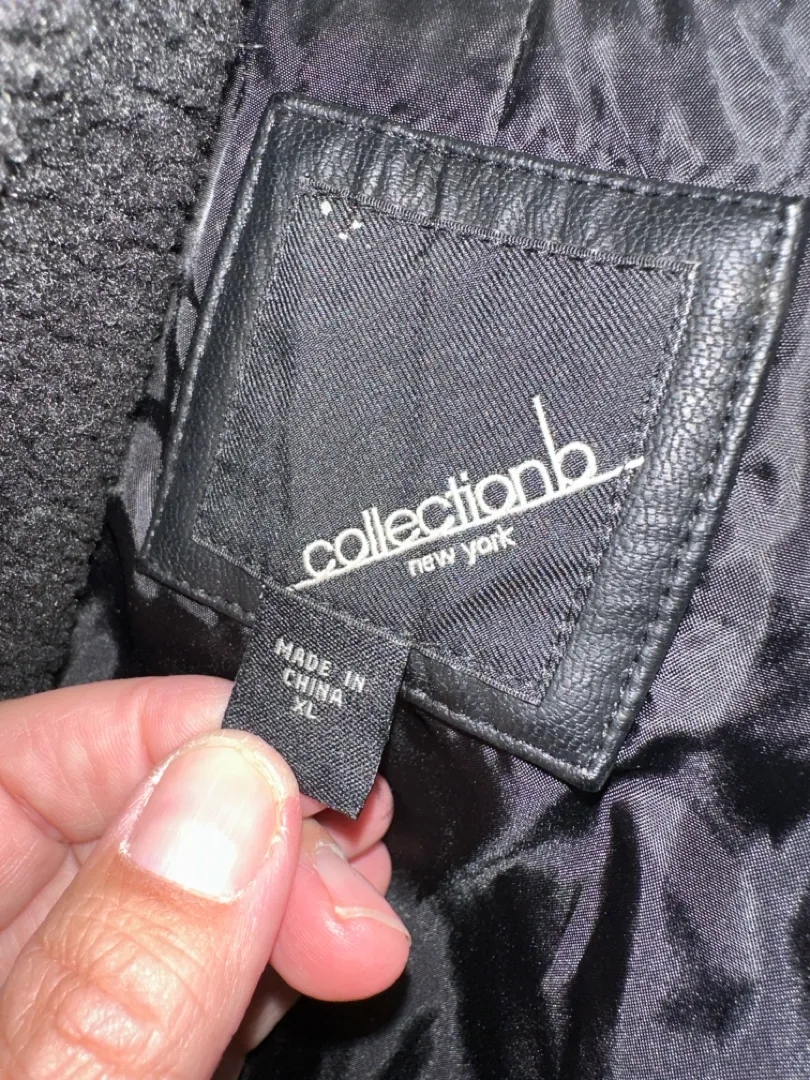 collectionb
new york
MADE IN
CHINA
XL